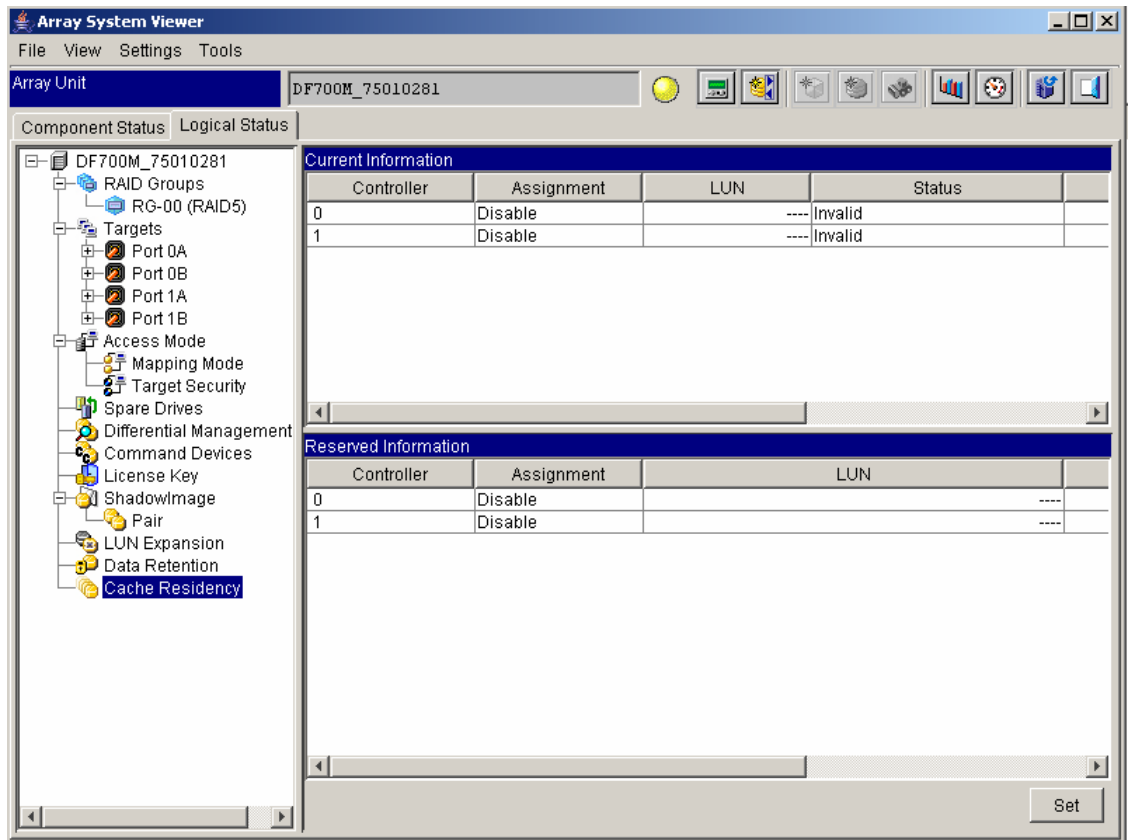 Array System Viewer
File View Settings Tools
Array Unit DF700M_75010281
Component Status Logical Status
DF700M_75010281
RAID Groups
RG-00 (RAID5)
Targets
Port 0A
Port 0B
Port 1A
Port 1B
Access Mode
Mapping Mode
Target Security
Spare Drives
Differential Management
Command Devices
License Key
ShadowImage
Pair
LUN Expansion
Data Retention
Cache Residency
Current Information
Controller Assignment LUN Status
0 Disable ---- Invalid
1 Disable ---- Invalid
Reserved Information
Controller Assignment LUN
0 Disable ----
1 Disable ----
Set